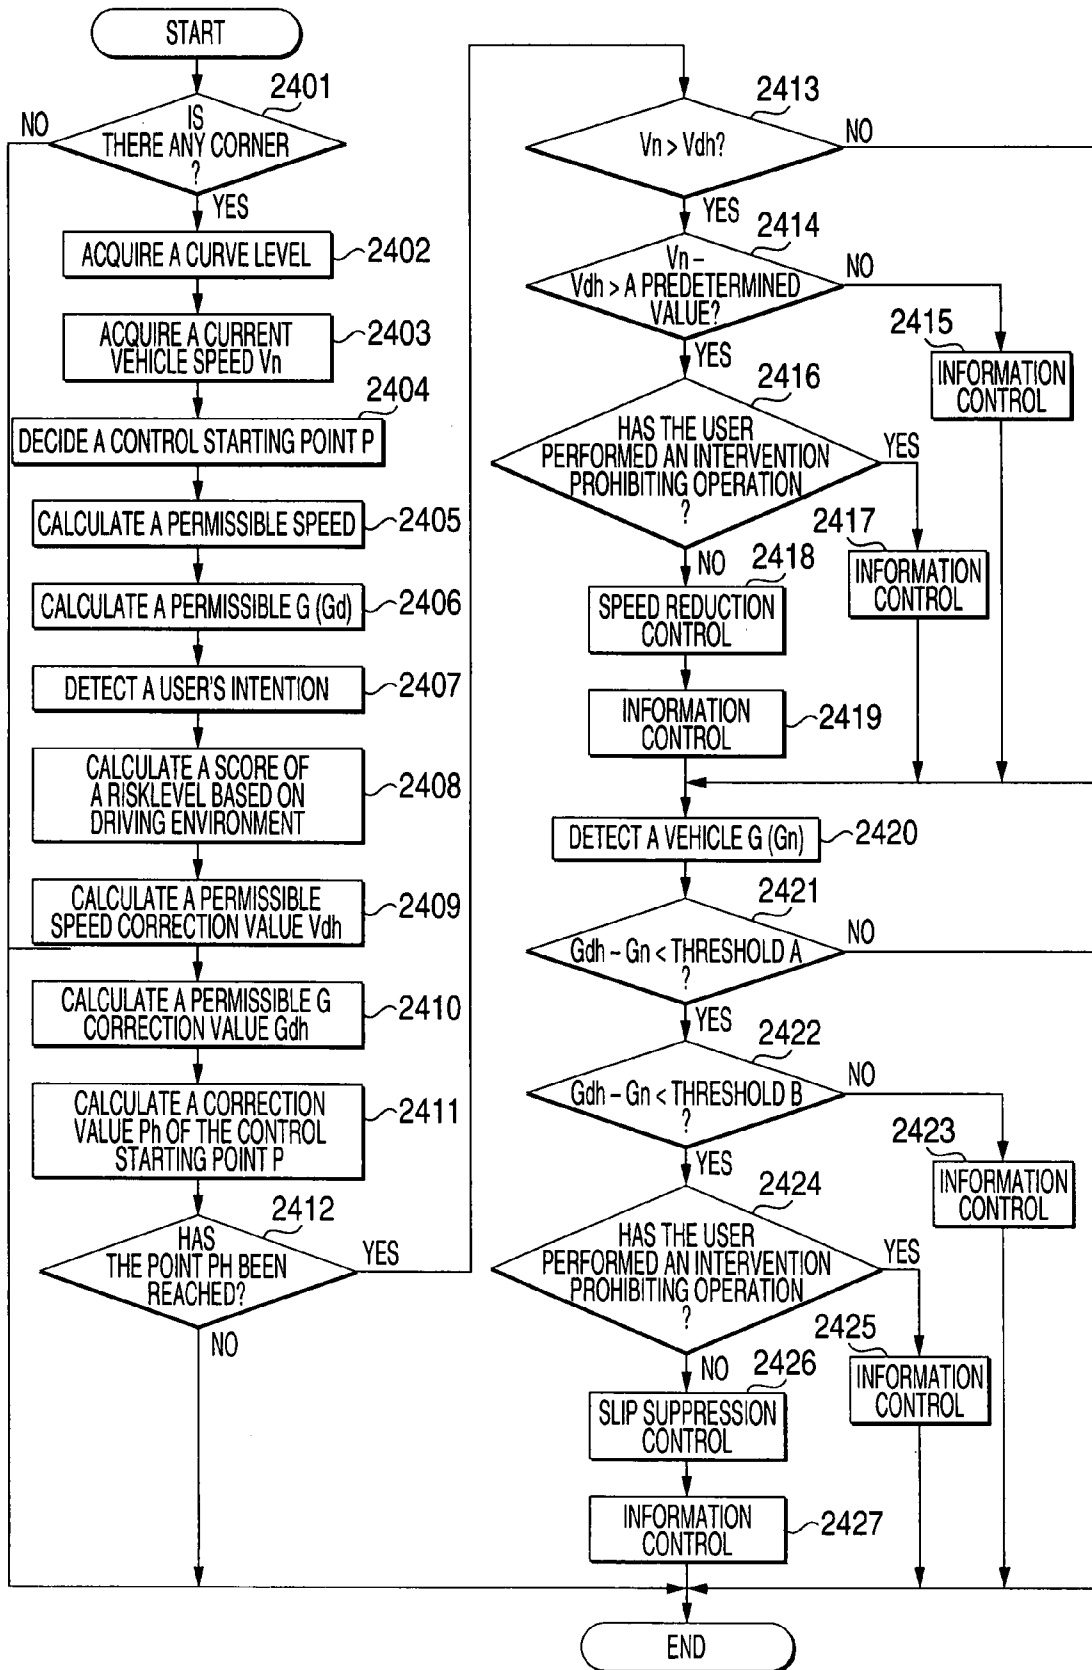 START
2401
IS
THERE ANY CORNER
?
NO
YES
ACQUIRE A CURVE LEVEL
2402
ACQUIRE A CURRENT
VEHICLE SPEED Vn
2403
2404
DECIDE A CONTROL STARTING POINT P
CALCULATE A PERMISSIBLE SPEED
2405
CALCULATE A PERMISSIBLE G (Gd)
2406
DETECT A USER'S INTENTION
2407
CALCULATE A SCORE OF
A RISKLEVEL BASED ON
DRIVING ENVIRONMENT
2408
CALCULATE A PERMISSIBLE
SPEED CORRECTION VALUE Vdh
2409
CALCULATE A PERMISSIBLE G
CORRECTION VALUE Gdh
2410
CALCULATE A CORRECTION
VALUE Ph OF THE CONTROL
STARTING POINT P
2411
2412
HAS
THE POINT PH BEEN
REACHED?
YES
NO
2413
Vn > Vdh?
NO
YES
2414
Vn –
Vdh > A PREDETERMINED
VALUE?
NO
YES
2415
INFORMATION
CONTROL
2416
HAS THE USER
PERFORMED AN INTERVENTION
PROHIBITING OPERATION
?
YES
NO
2417
INFORMATION
CONTROL
2418
SPEED REDUCTION
CONTROL
INFORMATION
CONTROL
2419
DETECT A VEHICLE G (Gn)
2420
2421
Gdh – Gn < THRESHOLD A
?
NO
YES
2422
Gdh – Gn < THRESHOLD B
?
NO
YES
2423
INFORMATION
CONTROL
2424
HAS THE USER
PERFORMED AN INTERVENTION
PROHIBITING OPERATION
?
YES
NO
2425
INFORMATION
CONTROL
2426
SLIP SUPPRESSION
CONTROL
INFORMATION
CONTROL
2427
END